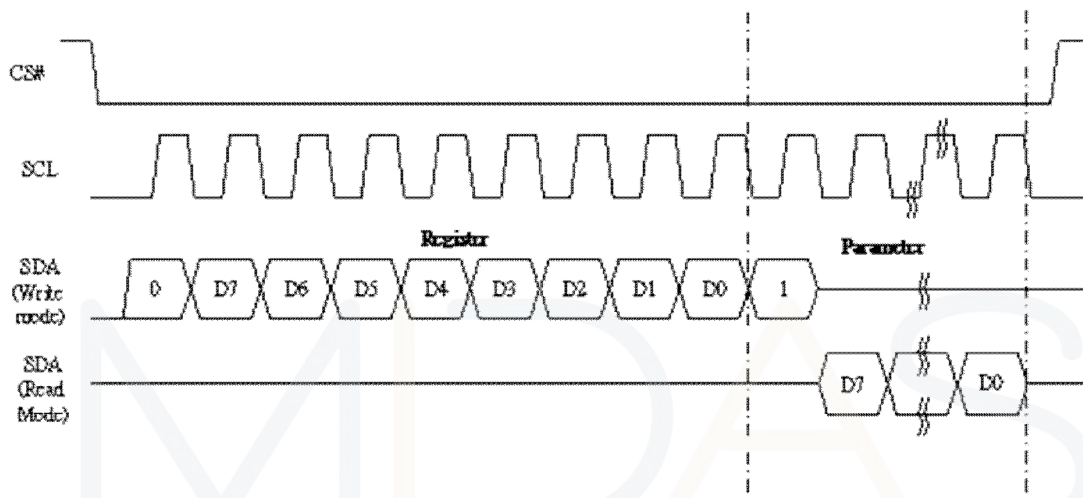 CS#
SCL
Register
Parameter
SDA
(Write
mode)
0 D7 D6 D5 D4 D3 D2 D1 D0 1
SDA
(Read
Mode)
D7 D0
MIDAS